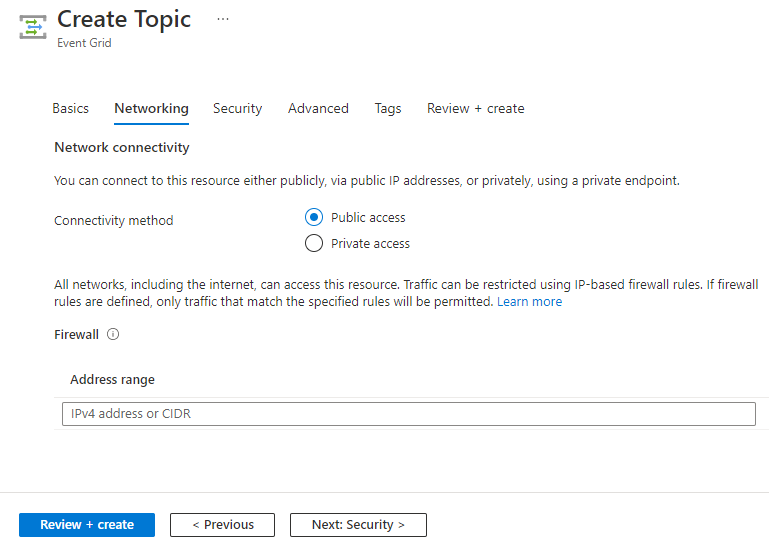 Create Topic ...
Event Grid
Basics Networking Security Advanced Tags Review + create
Network connectivity
You can connect to this resource either publicly, via public IP addresses, or privately, using a private endpoint.
Connectivity method
Public access
Private access
All networks, including the internet, can access this resource. Traffic can be restricted using IP-based firewall rules. If firewall
rules are defined, only traffic that match the specified rules will be permitted. Learn more
Firewall
Address range
IPv4 address or CIDR
Review + create < Previous Next: Security >